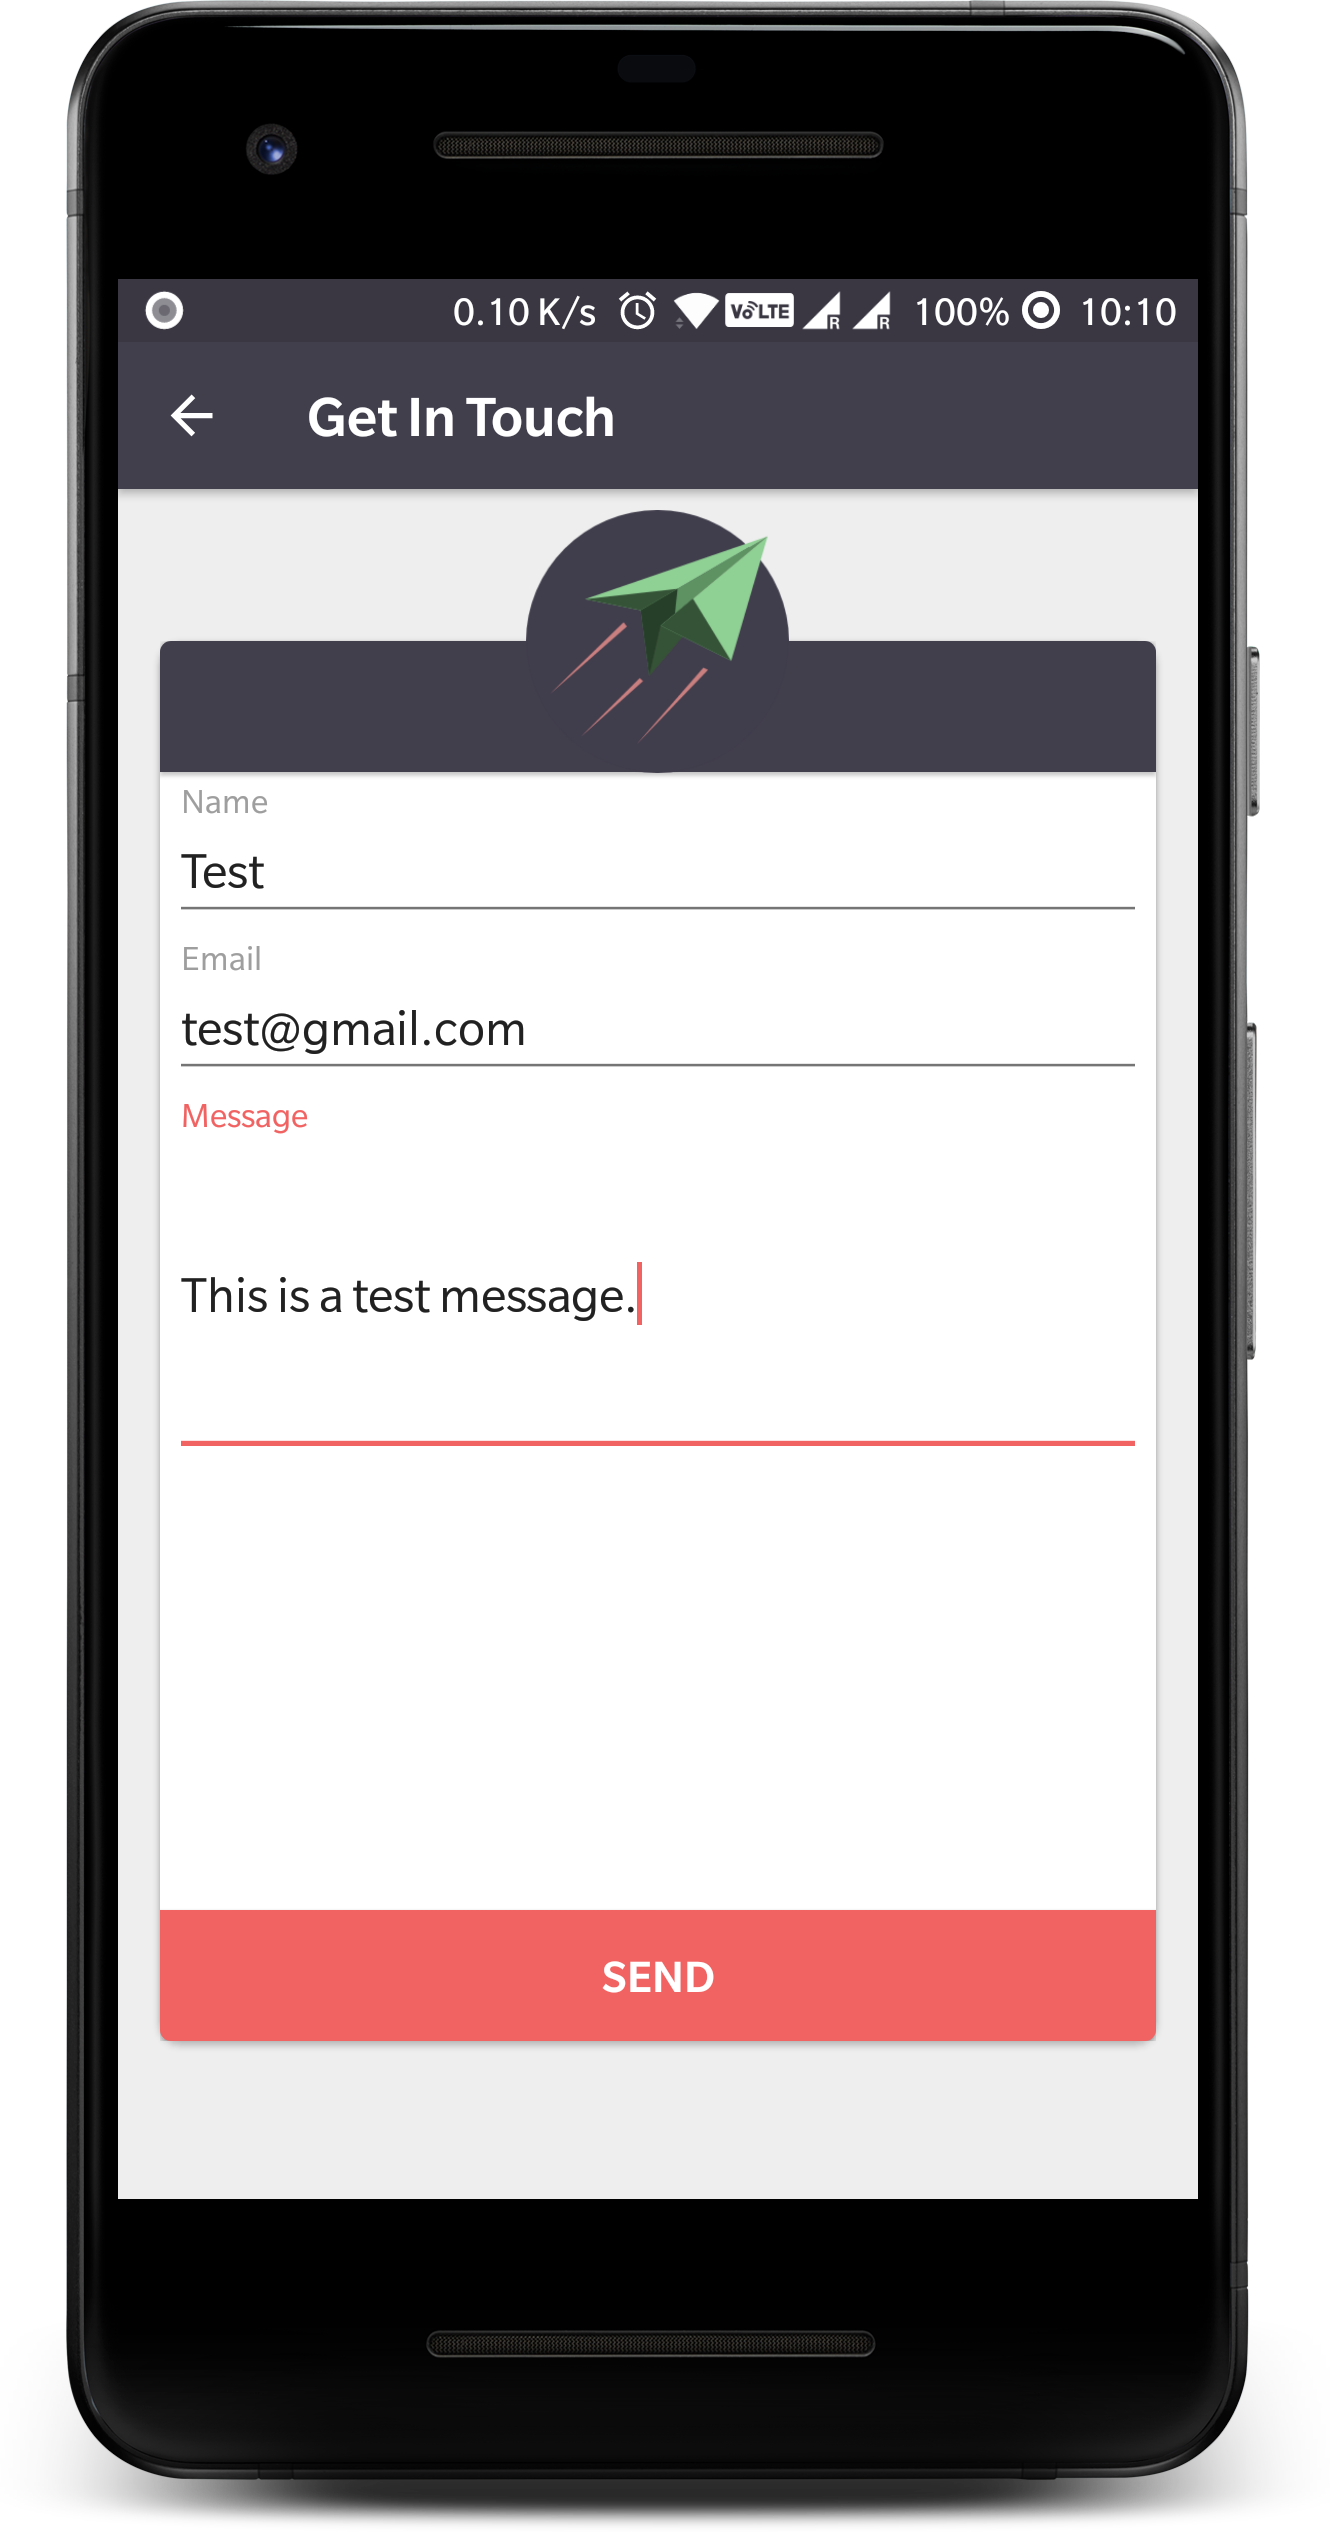 0.10 K/s VoLTE R R 100% 10:10
Get In Touch
Name
Test
Email
test@gmail.com
Message
This is a test message.
SEND